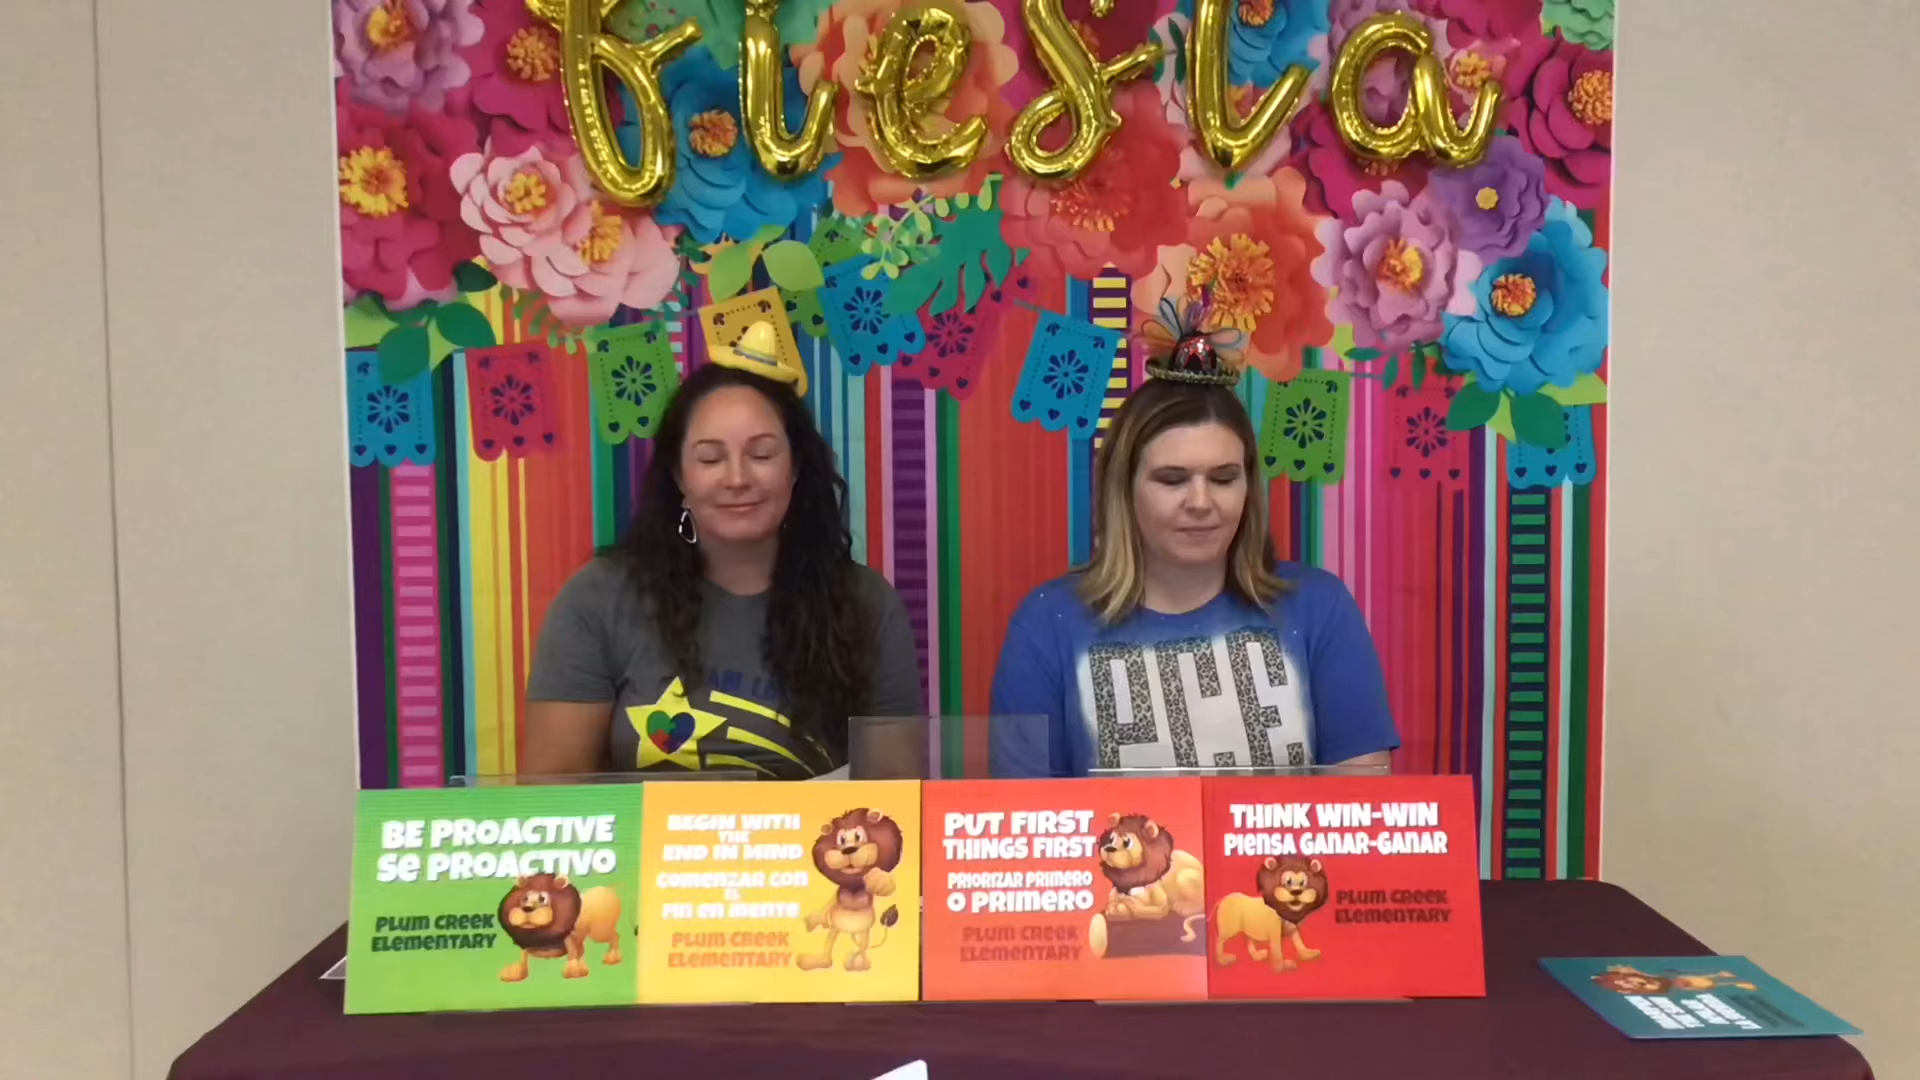 fiesta
PCE
BE PROACTIVE
Se PROACTIVO
PLUM CREEK
ELEMENTARY
BEGIN WITH
THE
END IN MIND
COMENZAR CON
EL
FIN EN MENTE
PLUM CREEK
ELEMENTARY
PUT FIRST
THINGS FIRST
PRIORIZAR PRIMERO
O PRIMERO
PLUM CREEK
ELEMENTARY
THINK WIN-WIN
PIENSA GANAR-GANAR
PLUM CREEK
ELEMENTARY